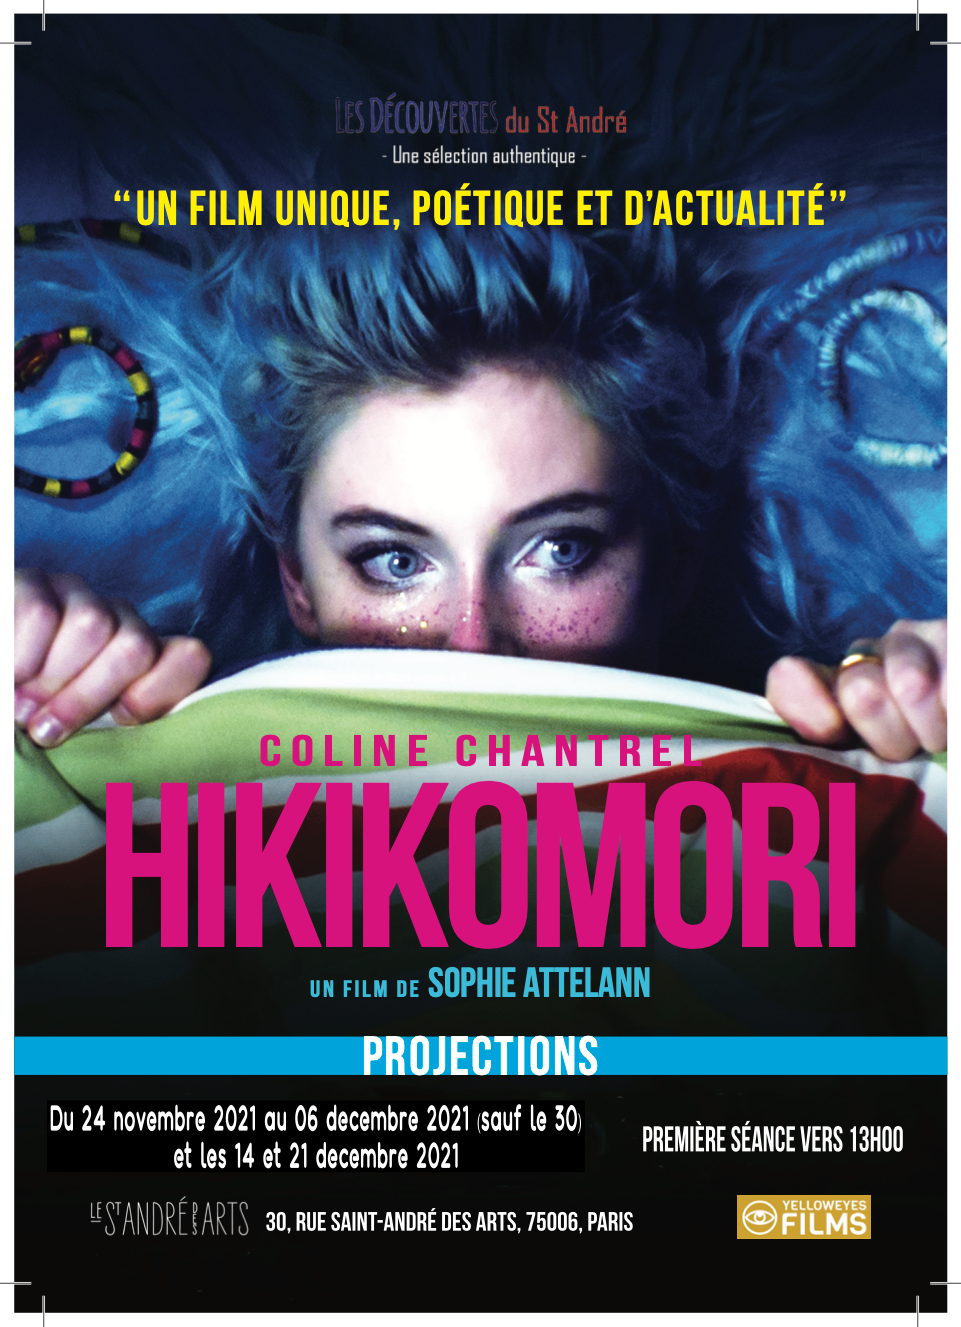 LES DÉCOUVERTES du St André
- Une sélection authentique -
“UN FILM UNIQUE, POÉTIQUE ET D’ACTUALITÉ”
COLINE CHANTREL
HIKIKOMORI
UN FILM DE SOPHIE ATTELANN
PROJECTIONS
Du 24 novembre 2021 au 06 decembre 2021 (sauf le 30)
et les 14 et 21 decembre 2021
PREMIÈRE SÉANCE VERS 13H00
LE ST ANDRÉ DES ARTS
30, RUE SAINT-ANDRÉ DES ARTS, 75006, PARIS
YELLOWEYES
FILMS